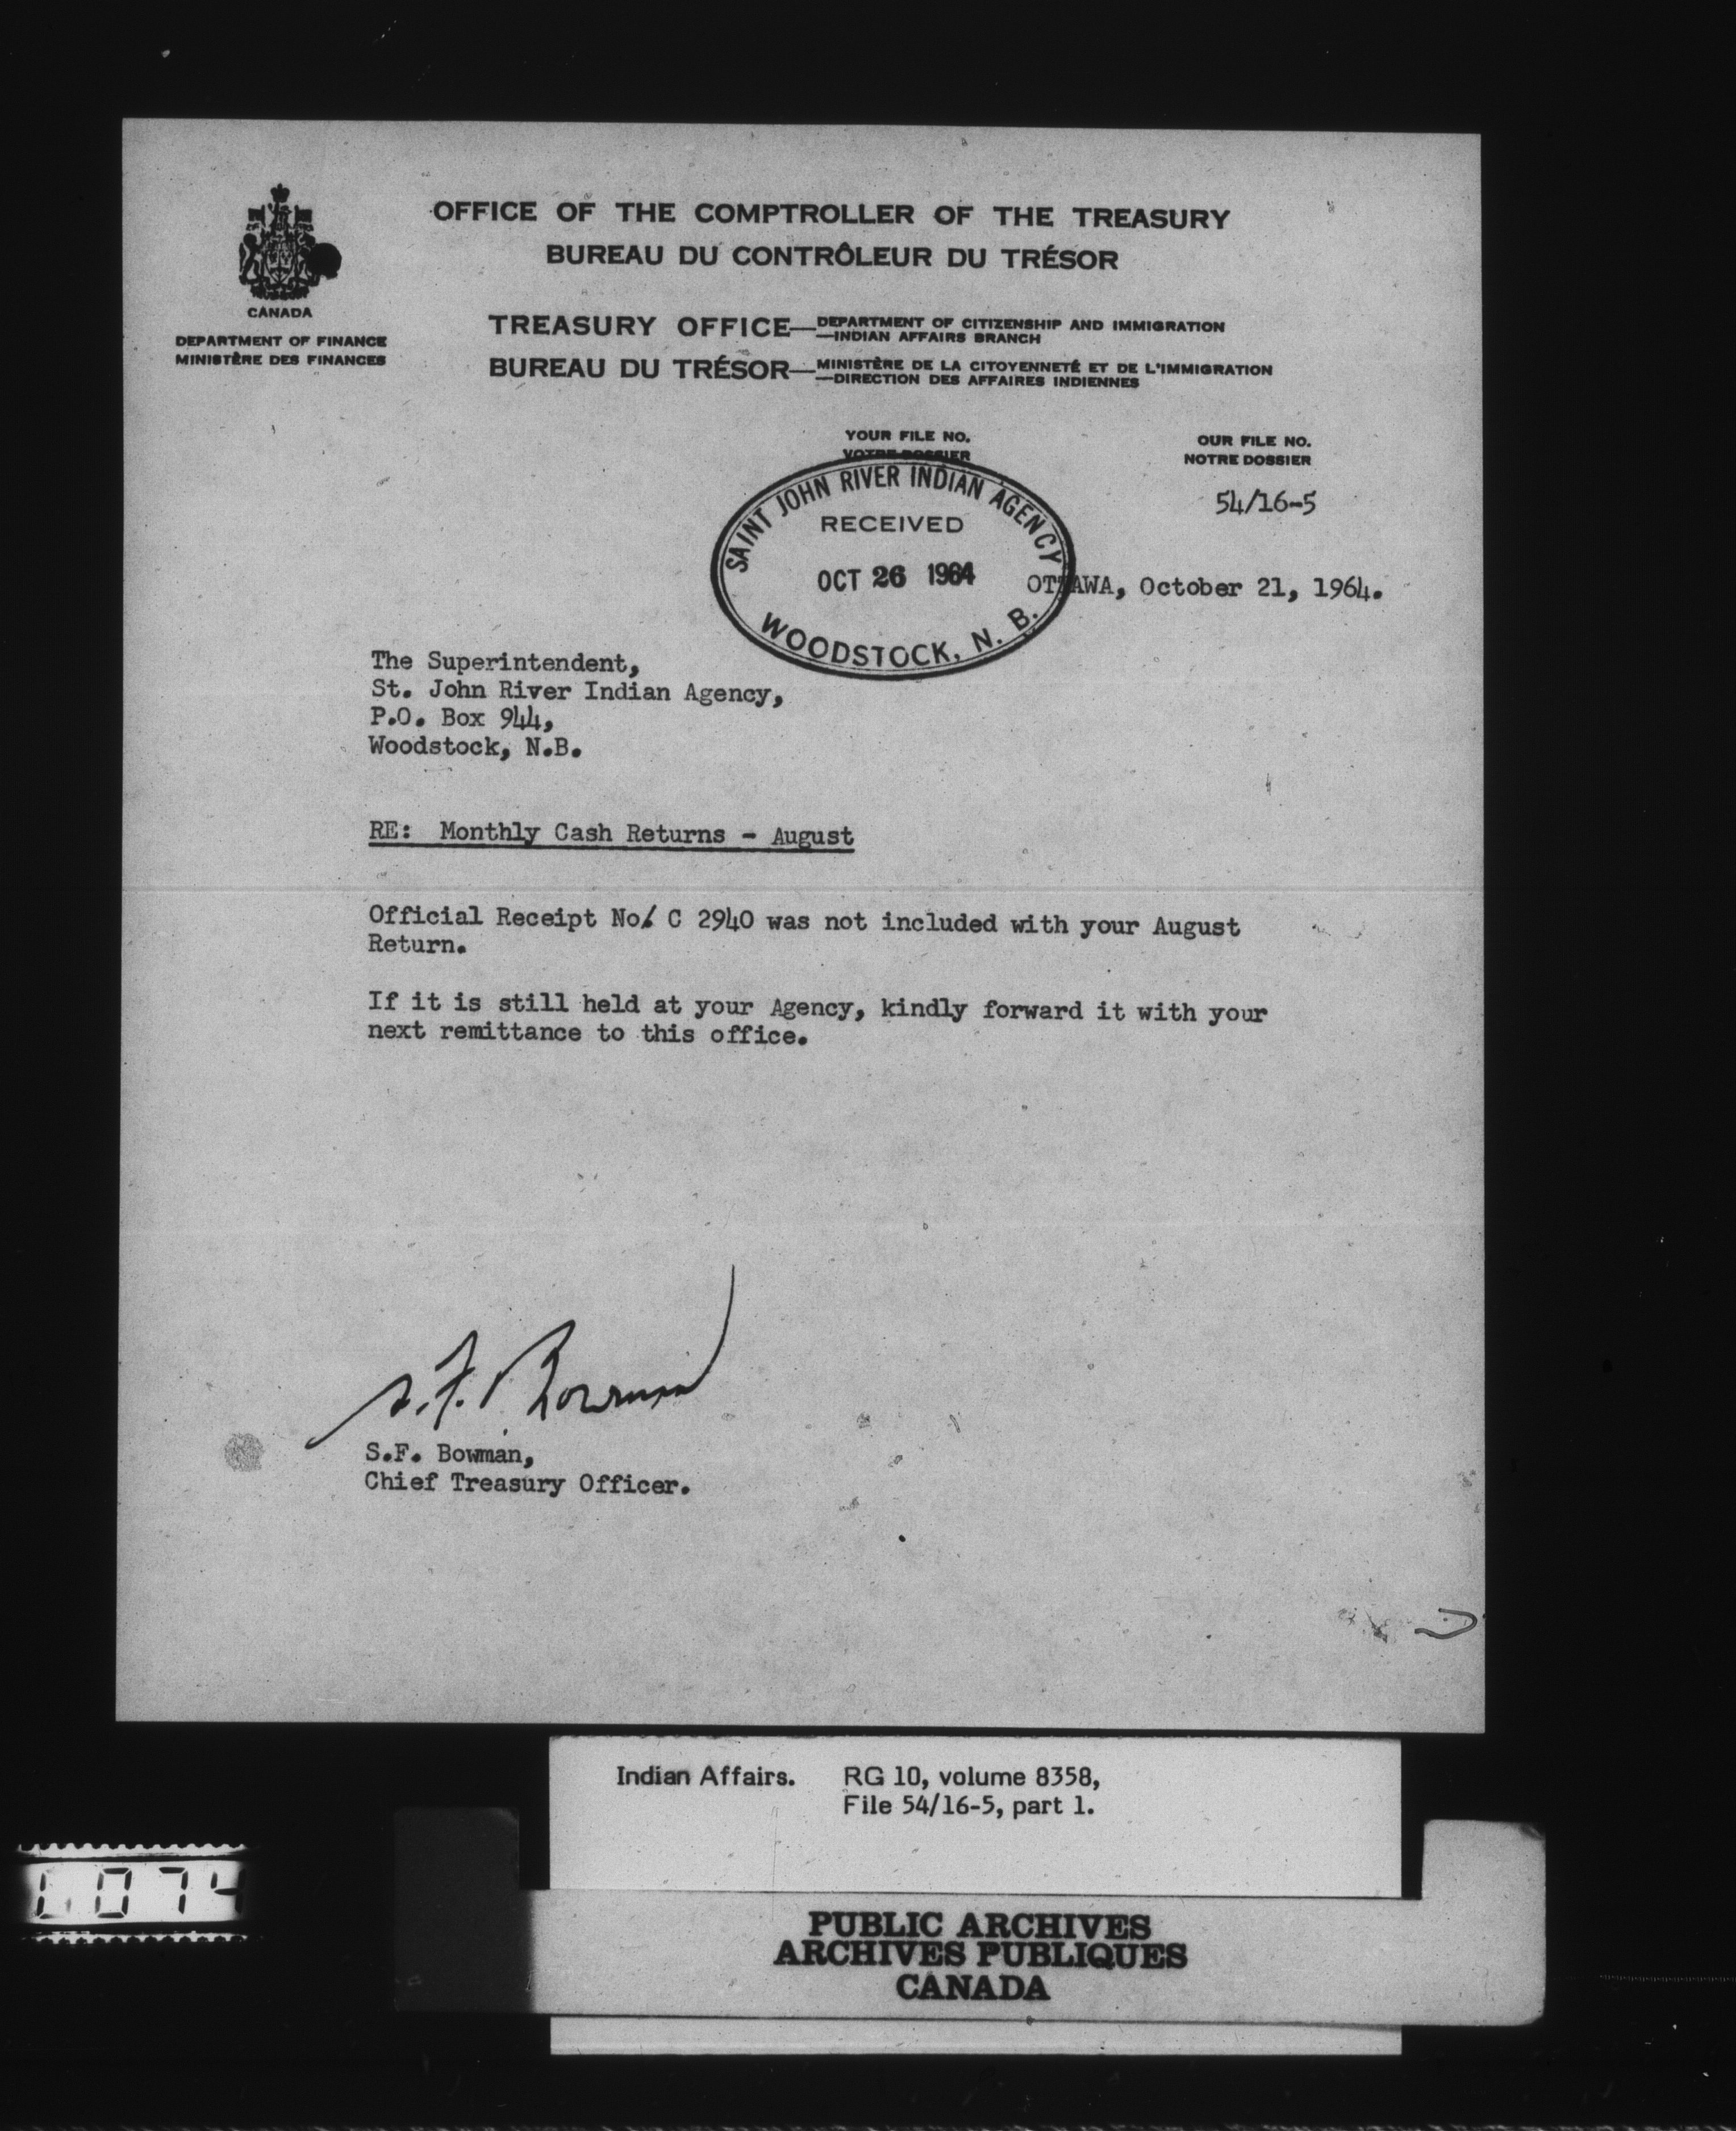 OFFICE OF THE COMPTROLLER OF THE TREASURY
BUREAU DU CONTRÔLEUR DU TRÉSOR
CANADA
DEPARTMENT OF FINANCE
MINISTÈRE DES FINANCES
TREASURY OFFICE—DEPARTMENT OF CITIZENSHIP AND IMMIGRATION
—INDIAN AFFAIRS BRANCH
BUREAU DU TRÉSOR—MINISTÈRE DE LA CITOYENNETÉ ET DE L'IMMIGRATION
—DIRECTION DES AFFAIRES INDIENNES
YOUR FILE NO.
VOTRE DOSSIER
OUR FILE NO.
NOTRE DOSSIER
54/16-5
SAINT JOHN RIVER INDIAN AGENCY
RECEIVED
OCT 26 1964
WOODSTOCK, N. B.
OTTAWA, October 21, 1964.
The Superintendent,
St. John River Indian Agency,
P.O. Box 944,
Woodstock, N.B.
RE: Monthly Cash Returns - August
Official Receipt No. C 2940 was not included with your August
Return.
If it is still held at your Agency, kindly forward it with your
next remittance to this office.
S.F. Bowman
S.F. Bowman,
Chief Treasury Officer.
Indian Affairs. RG 10, volume 8358,
File 54/16-5, part 1.
PUBLIC ARCHIVES
ARCHIVES PUBLIQUES
CANADA